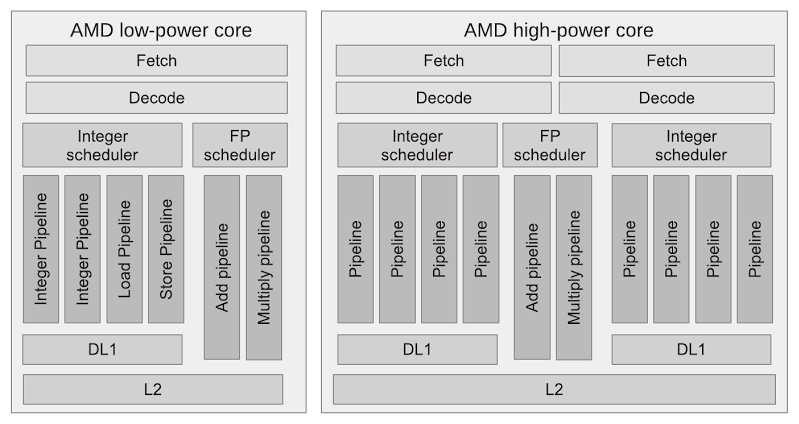 AMD low-power core
Fetch
Decode
Integer
scheduler
FP
scheduler
Integer Pipeline
Integer Pipeline
Load Pipeline
Store Pipeline
Add pipeline
Multiply pipeline
DL1
L2
AMD high-power core
Fetch
Fetch
Decode
Decode
Integer
scheduler
FP
scheduler
Integer
scheduler
Pipeline
Pipeline
Pipeline
Pipeline
Add pipeline
Multiply pipeline
Pipeline
Pipeline
Pipeline
Pipeline
DL1
DL1
L2